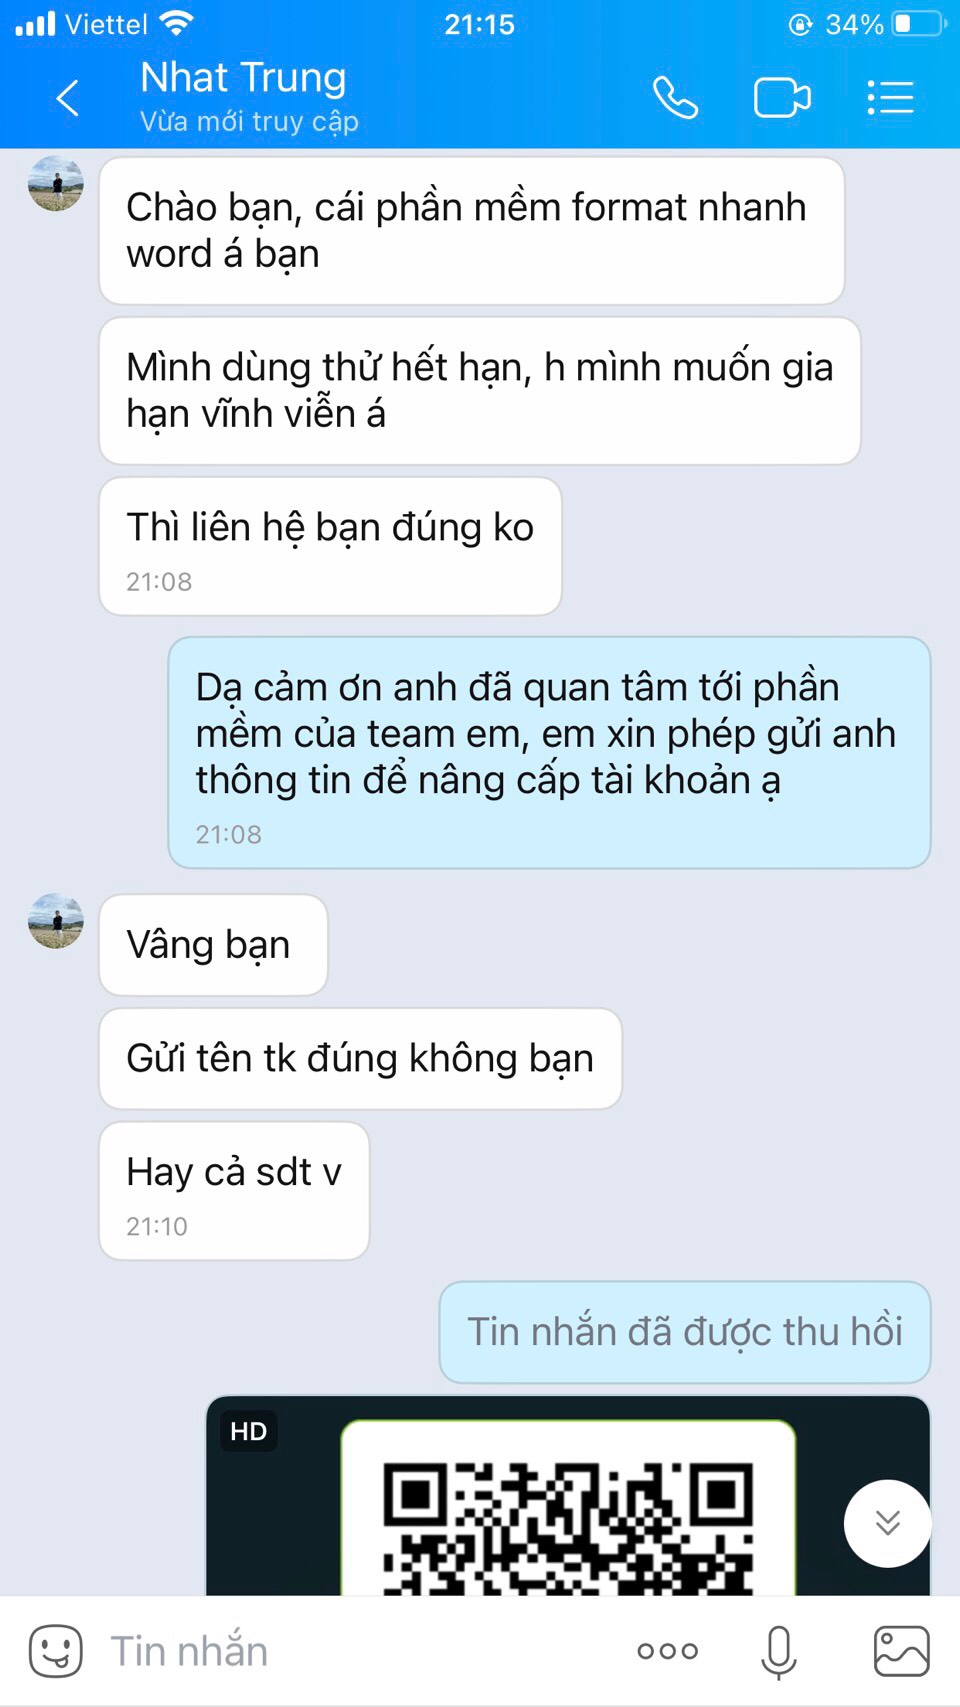 Viettel
21:15
34%
Nhat Trung
Vừa mới truy cập
Chào bạn, cái phần mềm format nhanh
word á bạn
Mình dùng thử hết hạn, h mình muốn gia
hạn vĩnh viễn á
Thì liên hệ bạn đúng ko
21:08
Dạ cảm ơn anh đã quan tâm tới phần
mềm của team em, em xin phép gửi anh
thông tin để nâng cấp tài khoản ạ
21:08
Vâng bạn
Gửi tên tk đúng không bạn
Hay cả sdt v
21:10
Tin nhắn đã được thu hồi
HD
Tin nhắn